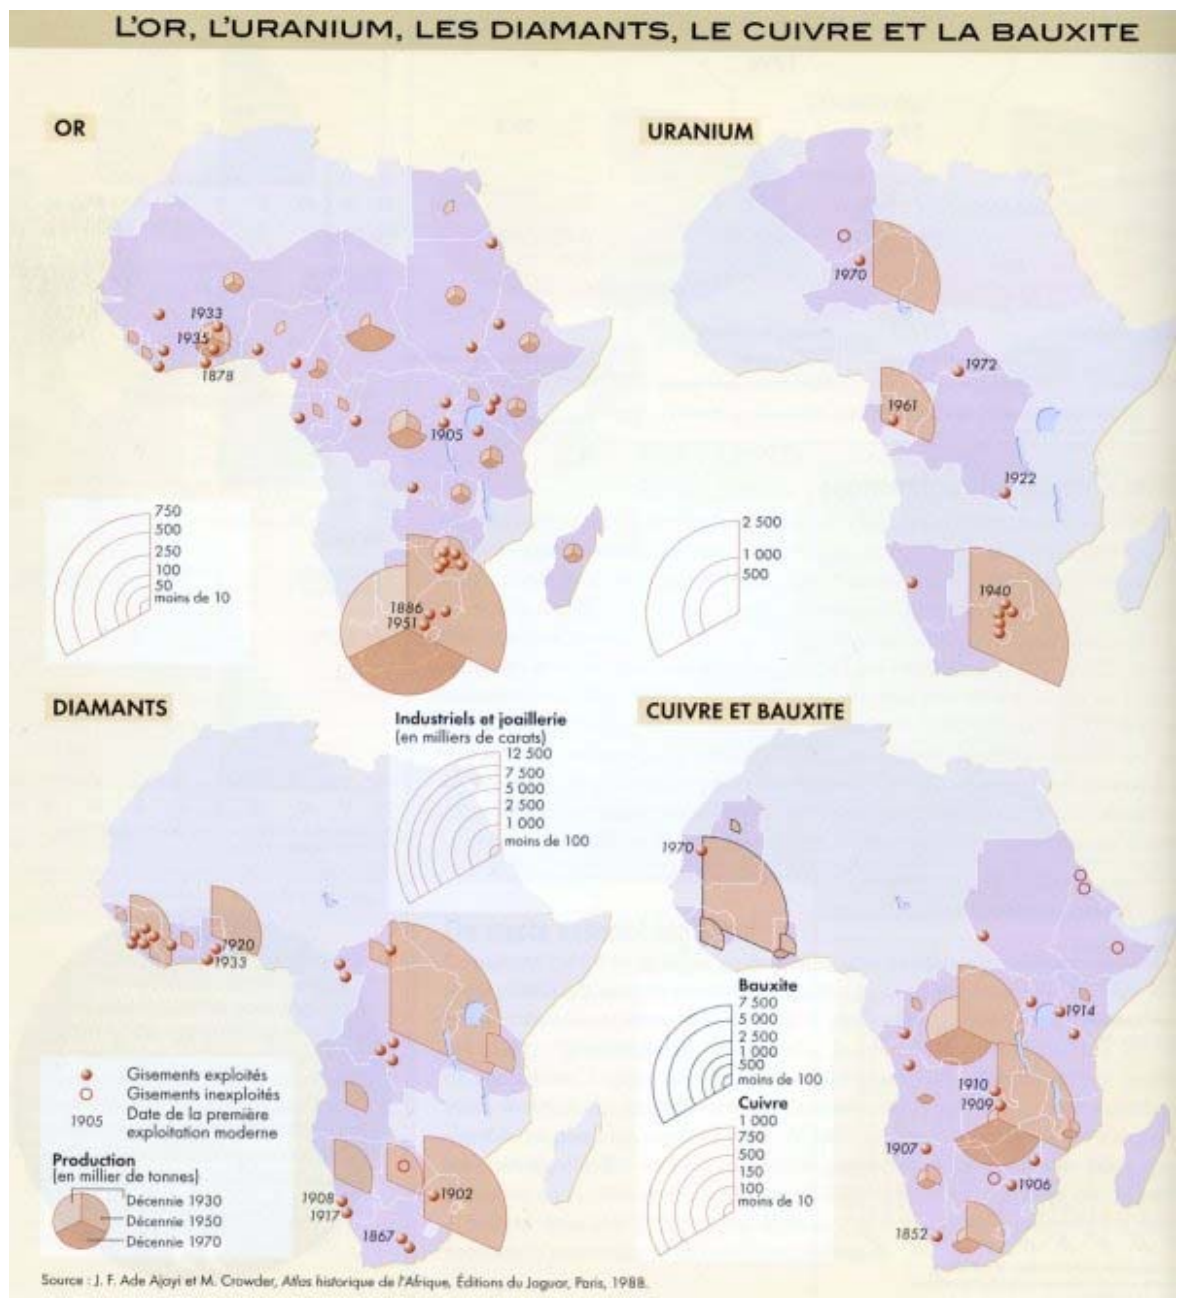 L'OR, L'URANIUM, LES DIAMANTS, LE CUIVRE ET LA BAUXITE
OR
1933
1935
1878
1905
1886
1951
750
500
250
100
50
moins de 10
URANIUM
1970
1972
1961
1922
1940
2 500
1 000
500
DIAMANTS
Industriels et joaillerie
(en milliers de carats)
12 500
7 500
5 000
2 500
1 000
moins de 100
1920
1933
1908
1917
1902
1867
Gisements exploités
Gisements inexploités
1905
Date de la première
exploitation moderne
Production
(en millier de tonnes)
Décennie 1930
Décennie 1950
Décennie 1970
CUIVRE ET BAUXITE
1970
1914
1910
1909
1907
1906
1852
Bauxite
7 500
5 000
2 500
1 000
500
moins de 100
Cuivre
1 000
750
500
150
100
moins de 10
Source : J. F. Ade Ajayi et M. Crowder, Atlas historique de l'Afrique, Éditions du Jaguar, Paris, 1988.